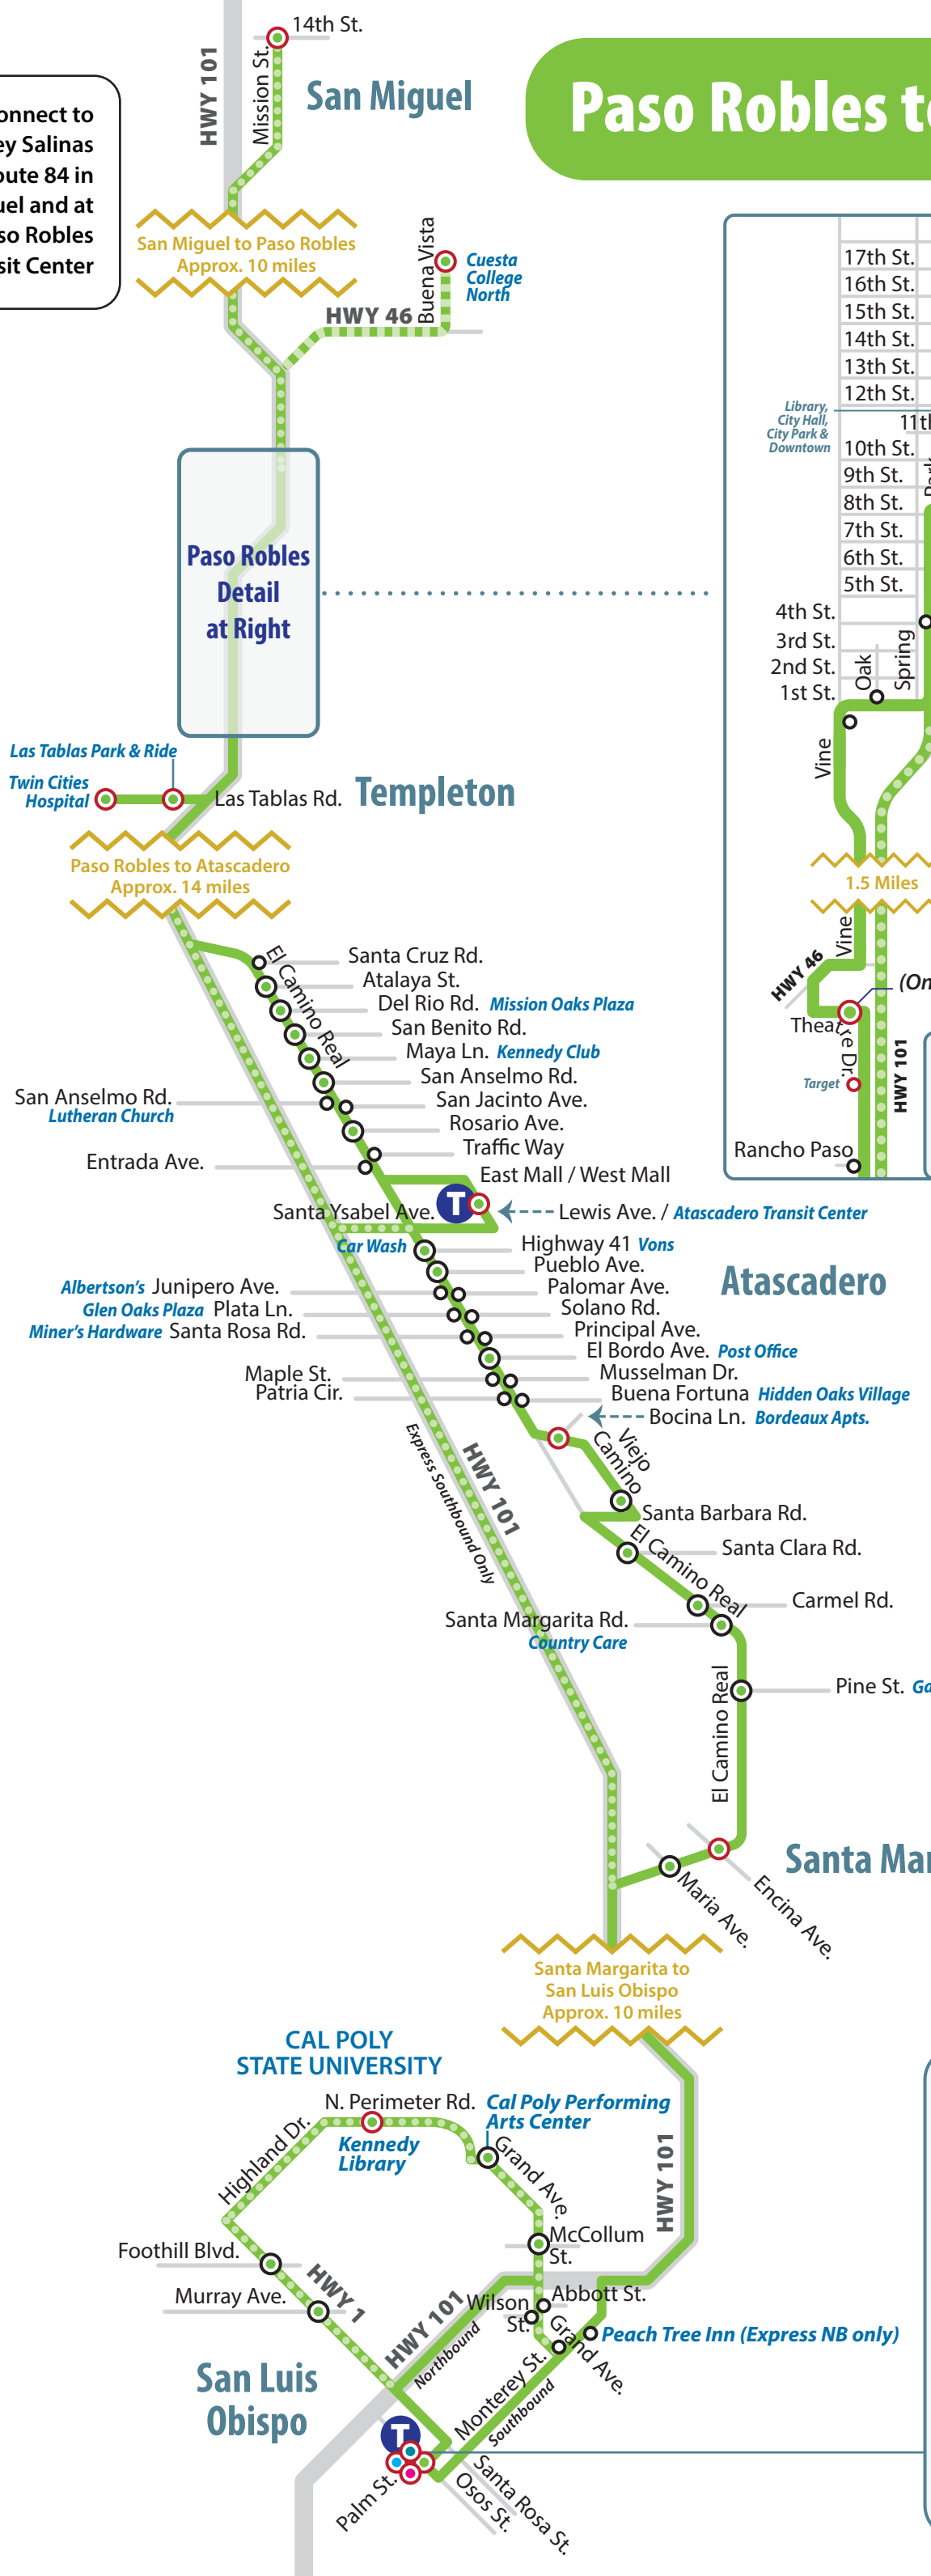 14th St.
Mission St.
HWY 101
San Miguel
Paso Robles to
onnect to
ey Salinas
oute 84 in
uel and at
so Robles
sit Center
San Miguel to Paso Robles
Approx. 10 miles
Buena Vista
Cuesta
College
North
HWY 46
17th St.
16th St.
15th St.
14th St.
13th St.
12th St.
Library,
City Hall,
City Park &
Downtown
11th
10th St.
9th St.
8th St.
7th St.
6th St.
5th St.
4th St.
3rd St.
2nd St.
1st St.
Oak
Spring
Vine
Paso Robles
Detail
at Right
Las Tablas Park & Ride
Twin Cities
Hospital
Las Tablas Rd.
Templeton
Paso Robles to Atascadero
Approx. 14 miles
1.5 Miles
Vine
HWY 46
(On
Theatre Dr.
Target
HWY 101
Rancho Paso
El Camino Real
Santa Cruz Rd.
Atalaya St.
Del Rio Rd. Mission Oaks Plaza
San Benito Rd.
Maya Ln. Kennedy Club
San Anselmo Rd.
San Anselmo Rd.
Lutheran Church
San Jacinto Ave.
Rosario Ave.
Traffic Way
Entrada Ave.
East Mall / West Mall
T
Santa Ysabel Ave.
Lewis Ave. / Atascadero Transit Center
Car Wash
Highway 41 Vons
Pueblo Ave.
Atascadero
Albertson's Junipero Ave.
Palomar Ave.
Glen Oaks Plaza Plata Ln.
Solano Rd.
Miner's Hardware Santa Rosa Rd.
Principal Ave.
El Bordo Ave. Post Office
Maple St.
Musselman Dr.
Patria Cir.
Buena Fortuna Hidden Oaks Village
Bocina Ln. Bordeaux Apts.
Viejo
Camino
HWY 101
Express Southbound Only
Santa Barbara Rd.
El Camino Real
Santa Clara Rd.
Carmel Rd.
Santa Margarita Rd.
Country Care
Pine St. Ga
El Camino Real
Santa Mar
Encina Ave.
Maria Ave.
Santa Margarita to
San Luis Obispo
Approx. 10 miles
CAL POLY
STATE UNIVERSITY
N. Perimeter Rd.
Cal Poly Performing
Arts Center
Kennedy
Library
Highland Dr.
Grand Ave.
HWY 101
McCollum
St.
Foothill Blvd.
Murray Ave.
HWY 1
HWY 101
Northbound
Wilson
St.
Abbott St.
Grand Ave.
Peach Tree Inn (Express NB only)
Monterey St.
Southbound
San Luis
Obispo
T
Palm St.
Osos St.
Santa Rosa St.